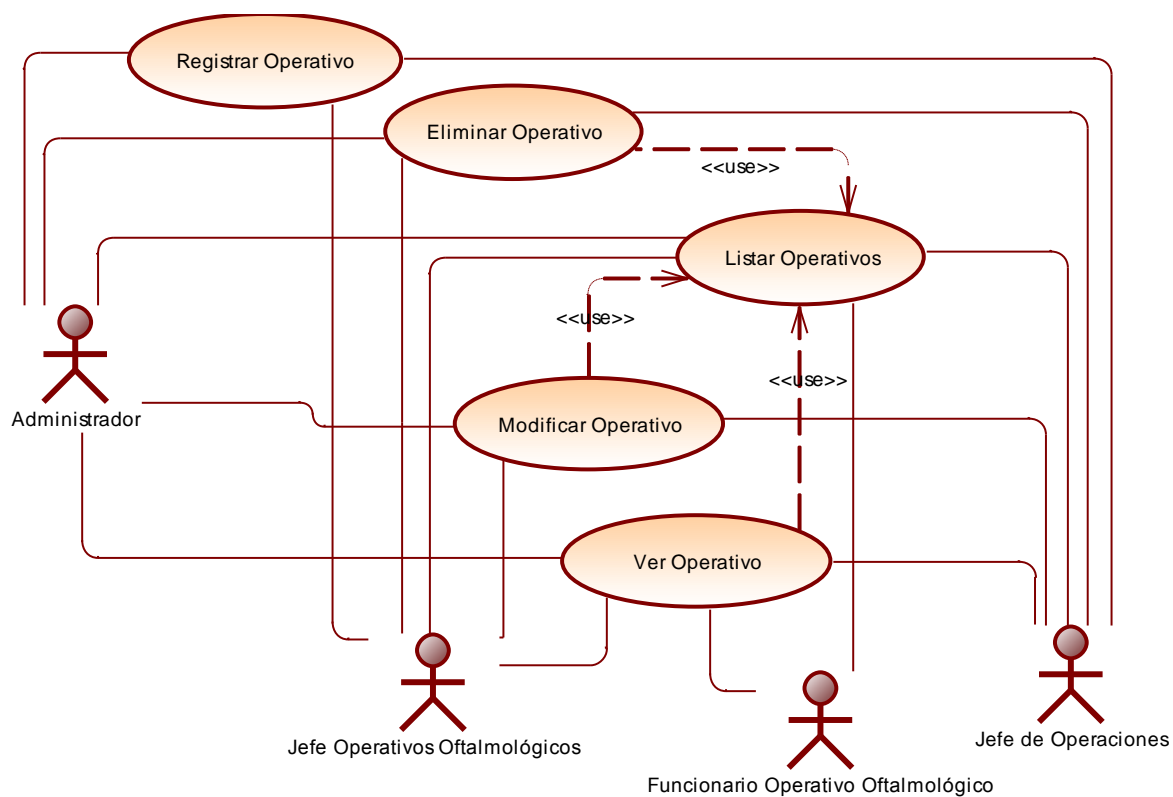 Registrar Operativo
Eliminar Operativo
<<use>>
Listar Operativos
<<use>>
<<use>>
Administrador
Modificar Operativo
Ver Operativo
Jefe Operativos Oftalmológicos
Jefe de Operaciones
Funcionario Operativo Oftalmológico